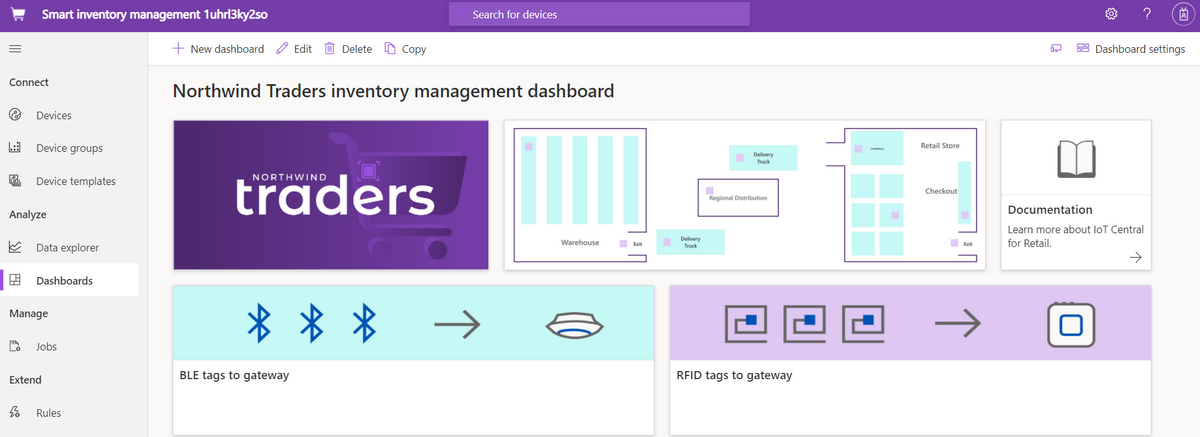 Smart inventory management 1uhrl3ky2so
Search for devices
?
New dashboard
Edit
Delete
Copy
Dashboard settings
Connect
Devices
Device groups
Device templates
Analyze
Data explorer
Dashboards
Manage
Jobs
Extend
Rules
Northwind Traders inventory management dashboard
NORTHWIND
traders
Warehouse
Exit
Delivery
Truck
Regional Distribution
Delivery
Truck
Retail Store
Checkout
Exit
Documentation
Learn more about IoT Central
for Retail.
BLE tags to gateway
RFID tags to gateway